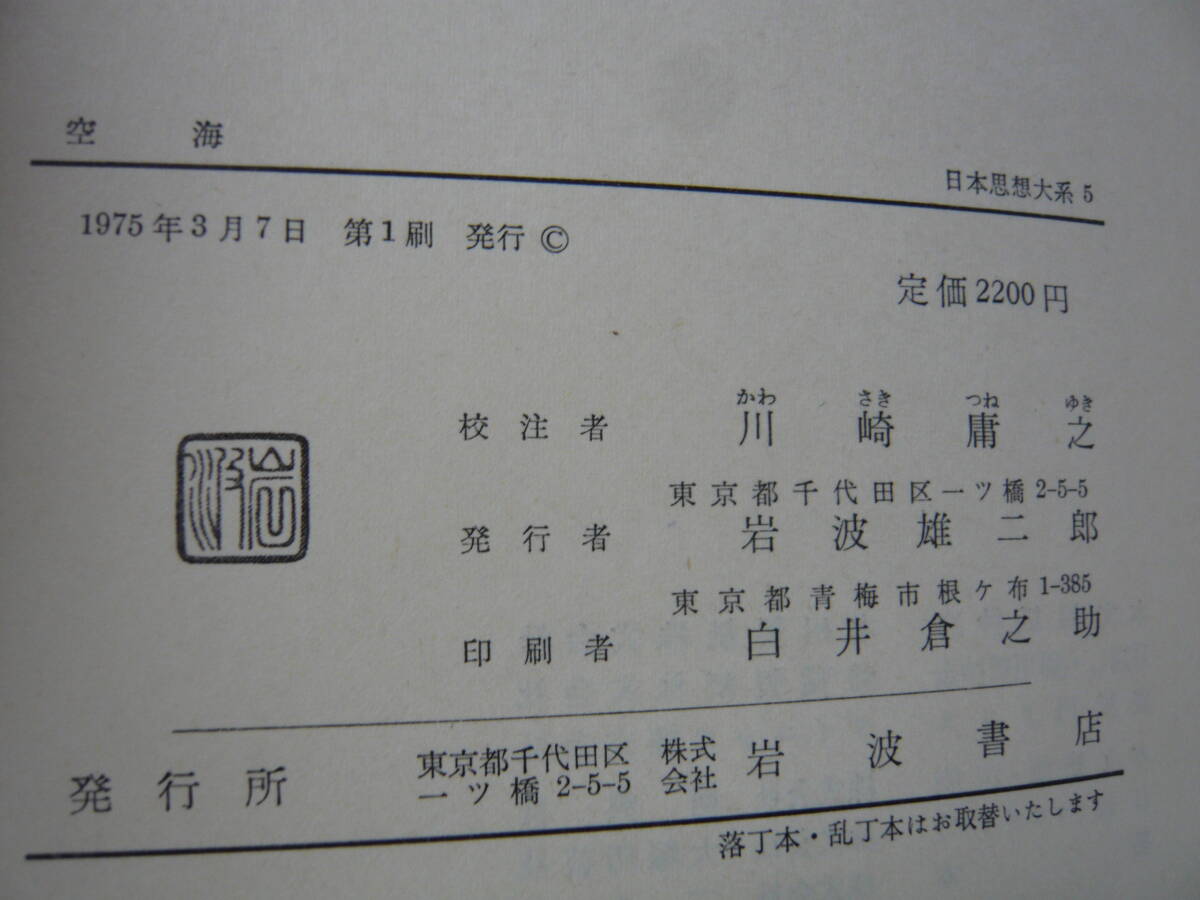 空海
日本思想大系 5
1975年3月7日 第1刷 発行 ©
定価2200円
かわ さき つね ゆき
校注者 川崎庸之
東京都千代田区一ツ橋2-5-5
発行者 岩波雄二郎
東京都青梅市根ケ布1-385
印刷者 白井倉之助
発行所 東京都千代田区一ツ橋2-5-5 株式会社 岩波書店
落丁本・乱丁本はお取替いたします